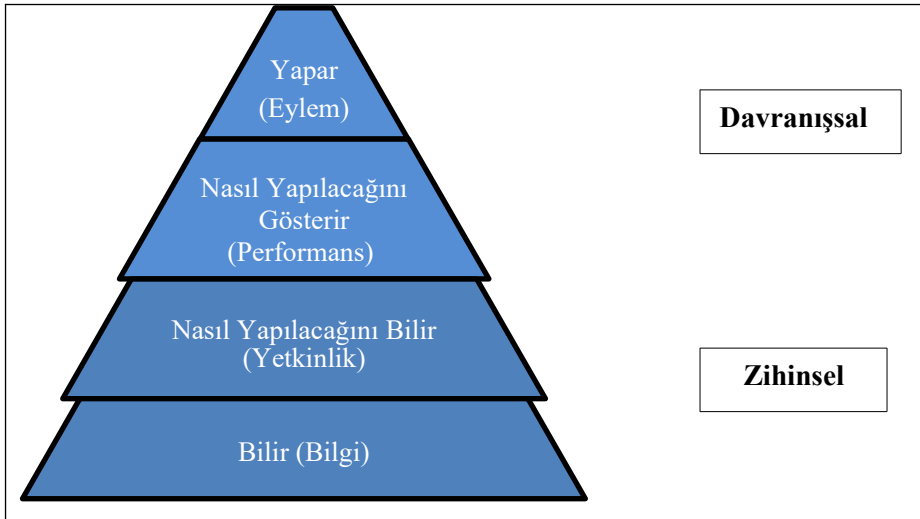 Yapar
(Eylem)
Davranışsal
Nasıl Yapılacağını
Gösterir
(Performans)
Nasıl Yapılacağını Bilir
(Yetkinlik)
Zihinsel
Bilir (Bilgi)